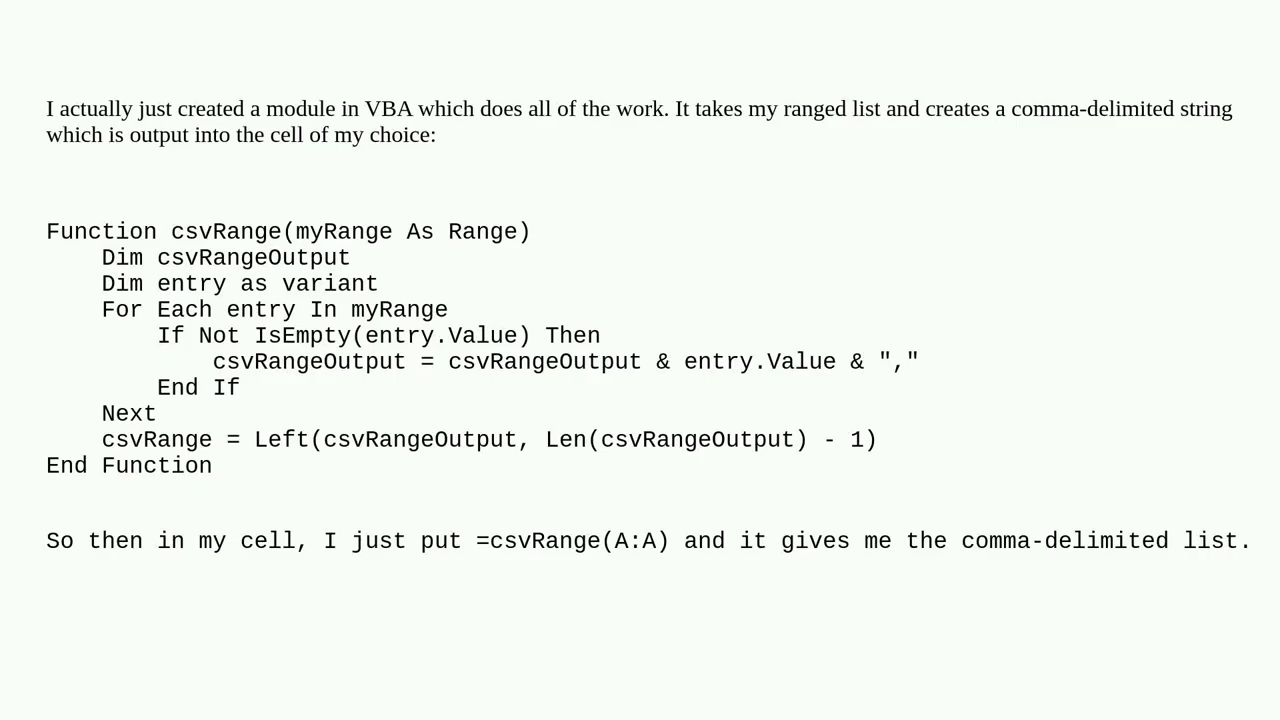 I actually just created a module in VBA which does all of the work. It takes my ranged list and creates a comma-delimited string
which is output into the cell of my choice:
Function csvRange(myRange As Range)
    Dim csvRangeOutput
    Dim entry as variant
    For Each entry In myRange
        If Not IsEmpty(entry.Value) Then
            csvRangeOutput = csvRangeOutput & entry.Value & ","
        End If
    Next
    csvRange = Left(csvRangeOutput, Len(csvRangeOutput) - 1)
End Function
So then in my cell, I just put =csvRange(A:A) and it gives me the comma-delimited list.